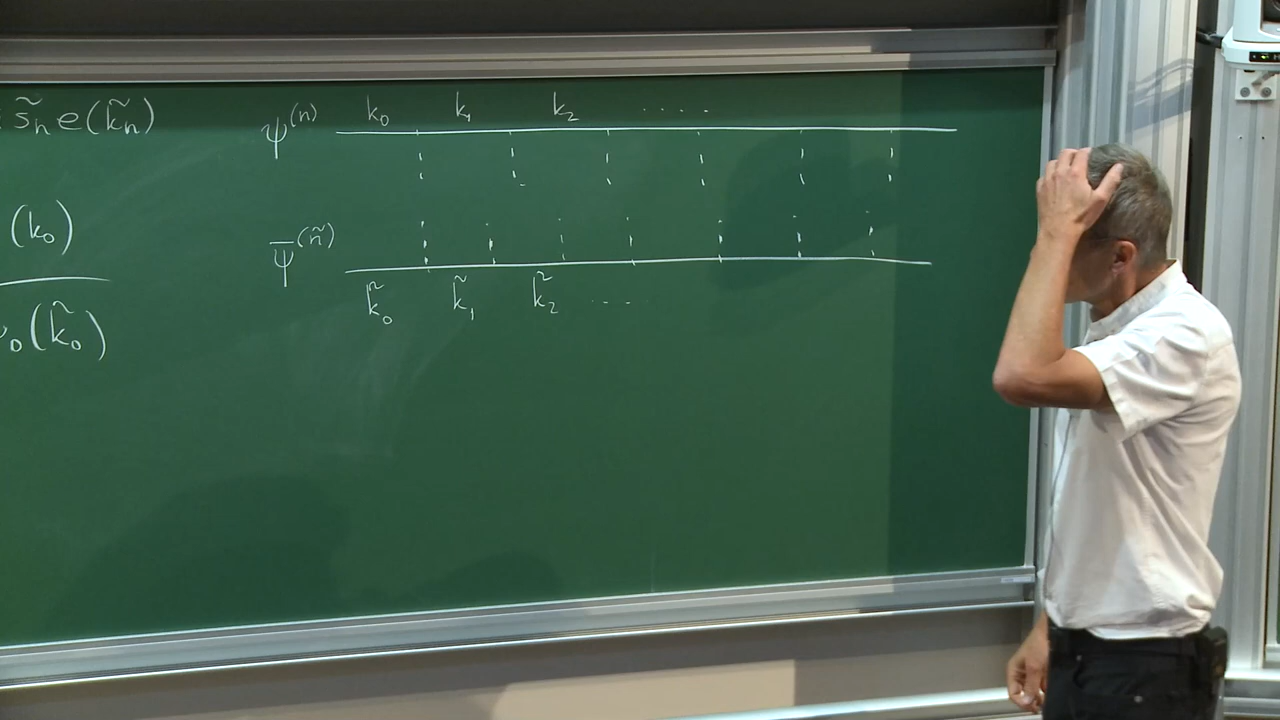 s̃ₙ e(k̃ₙ)
ψ⁽ⁿ⁾ k₀ k₁ k₂ .....
(k₀)
ψ̄⁽ñ⁾
k̃₀ k̃₁ k̃₂ ....
₀(k̃₀)